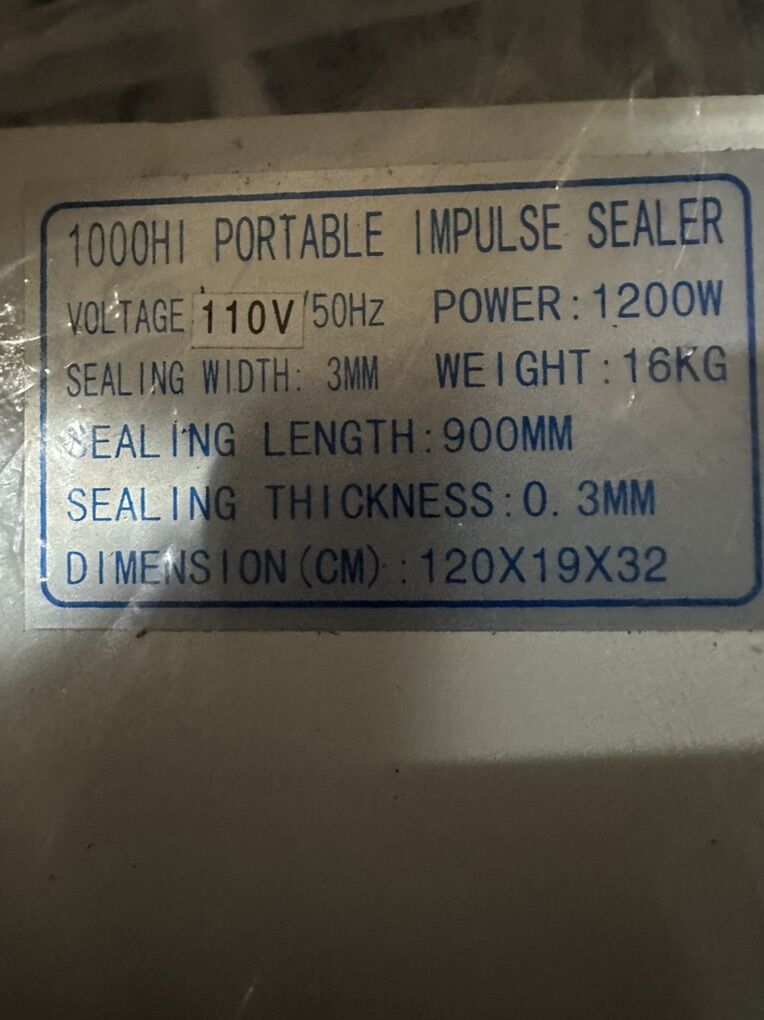 1000HI PORTABLE IMPULSE SEALER
VOLTAGE 110V/50Hz POWER:1200W
SEALING WIDTH: 3MM WEIGHT:16KG
SEALING LENGTH:900MM
SEALING THICKNESS:0.3MM
DIMENSION(CM):120X19X32